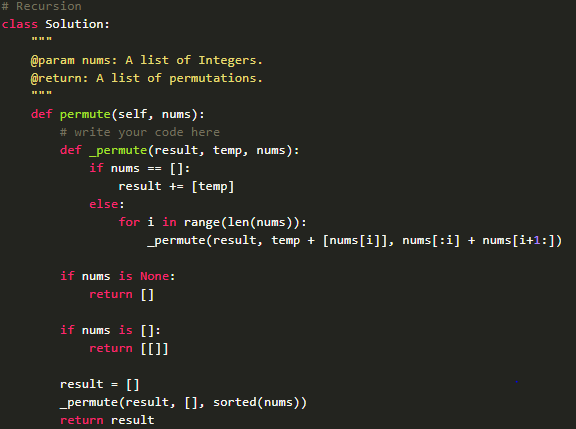 # Recursion
class Solution:
    """
    @param nums: A list of Integers.
    @return: A list of permutations.
    """
    def permute(self, nums):
        # write your code here
        def _permute(result, temp, nums):
            if nums == []:
                result += [temp]
            else:
                for i in range(len(nums)):
                    _permute(result, temp + [nums[i]], nums[:i] + nums[i+1:])

        if nums is None:
            return []

        if nums is []:
            return [[]]

        result = []
        _permute(result, [], sorted(nums))
        return result